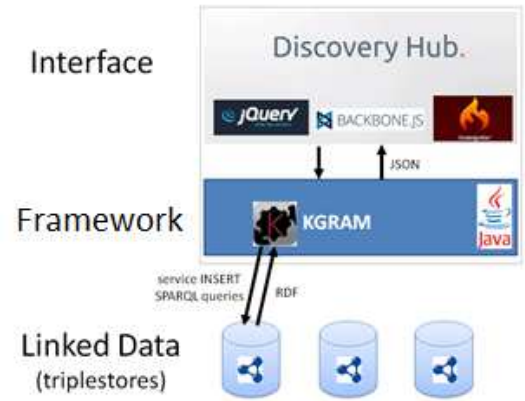 Interface
Discovery Hub.
jQuery
BACKBONE.JS
JSON
Framework
K
KGRAM
Java
service INSERT
SPARQL queries
RDF
Linked Data
(triplestores)